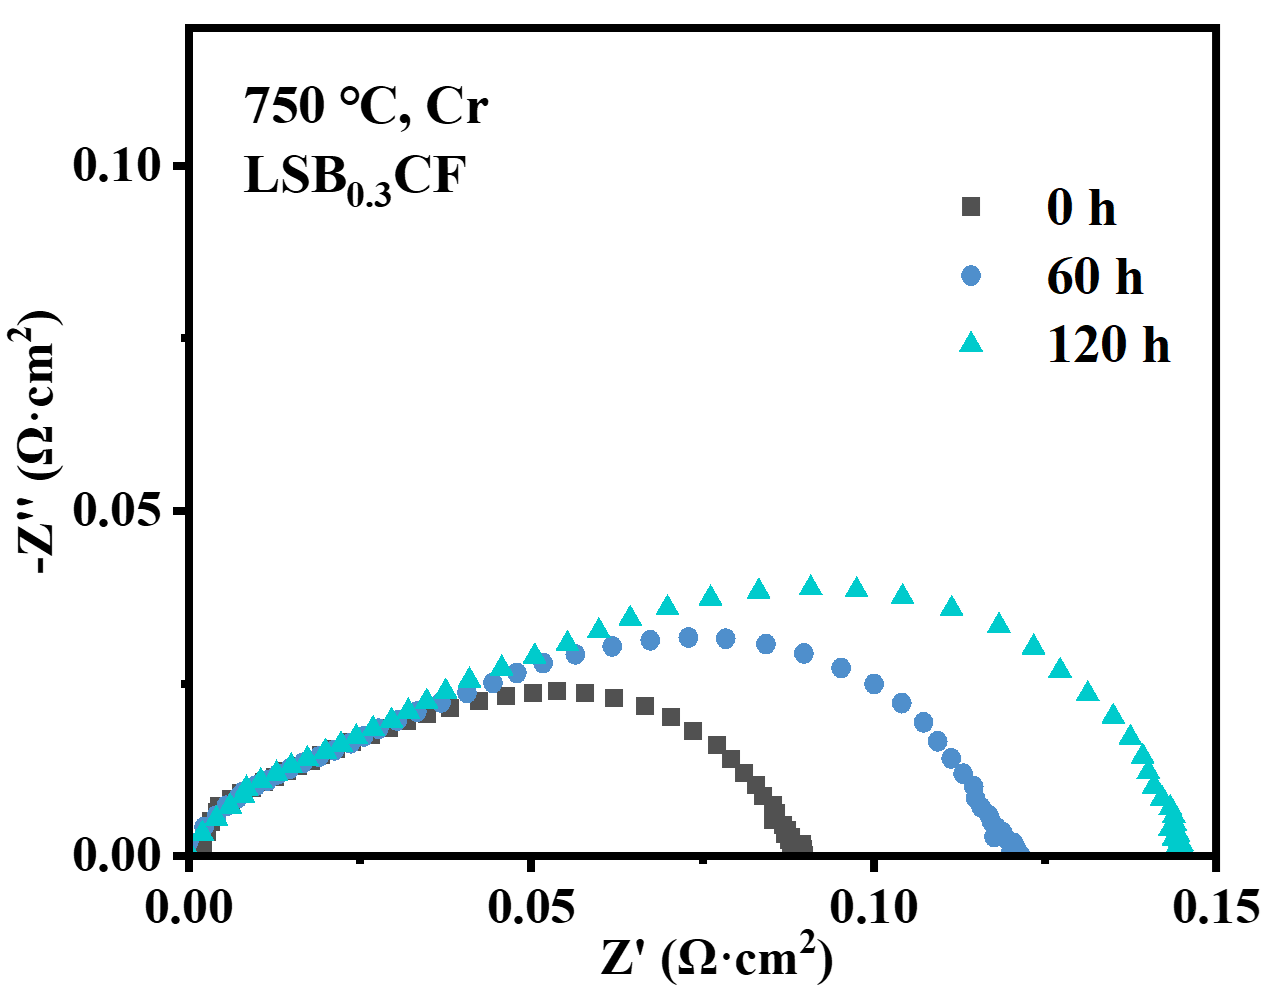 750 °C, Cr
LSB0.3CF
0 h
60 h
120 h
0.10
0.05
0.00
-Z'' (Ω·cm2)
0.00 0.05 0.10 0.15
Z' (Ω·cm2)